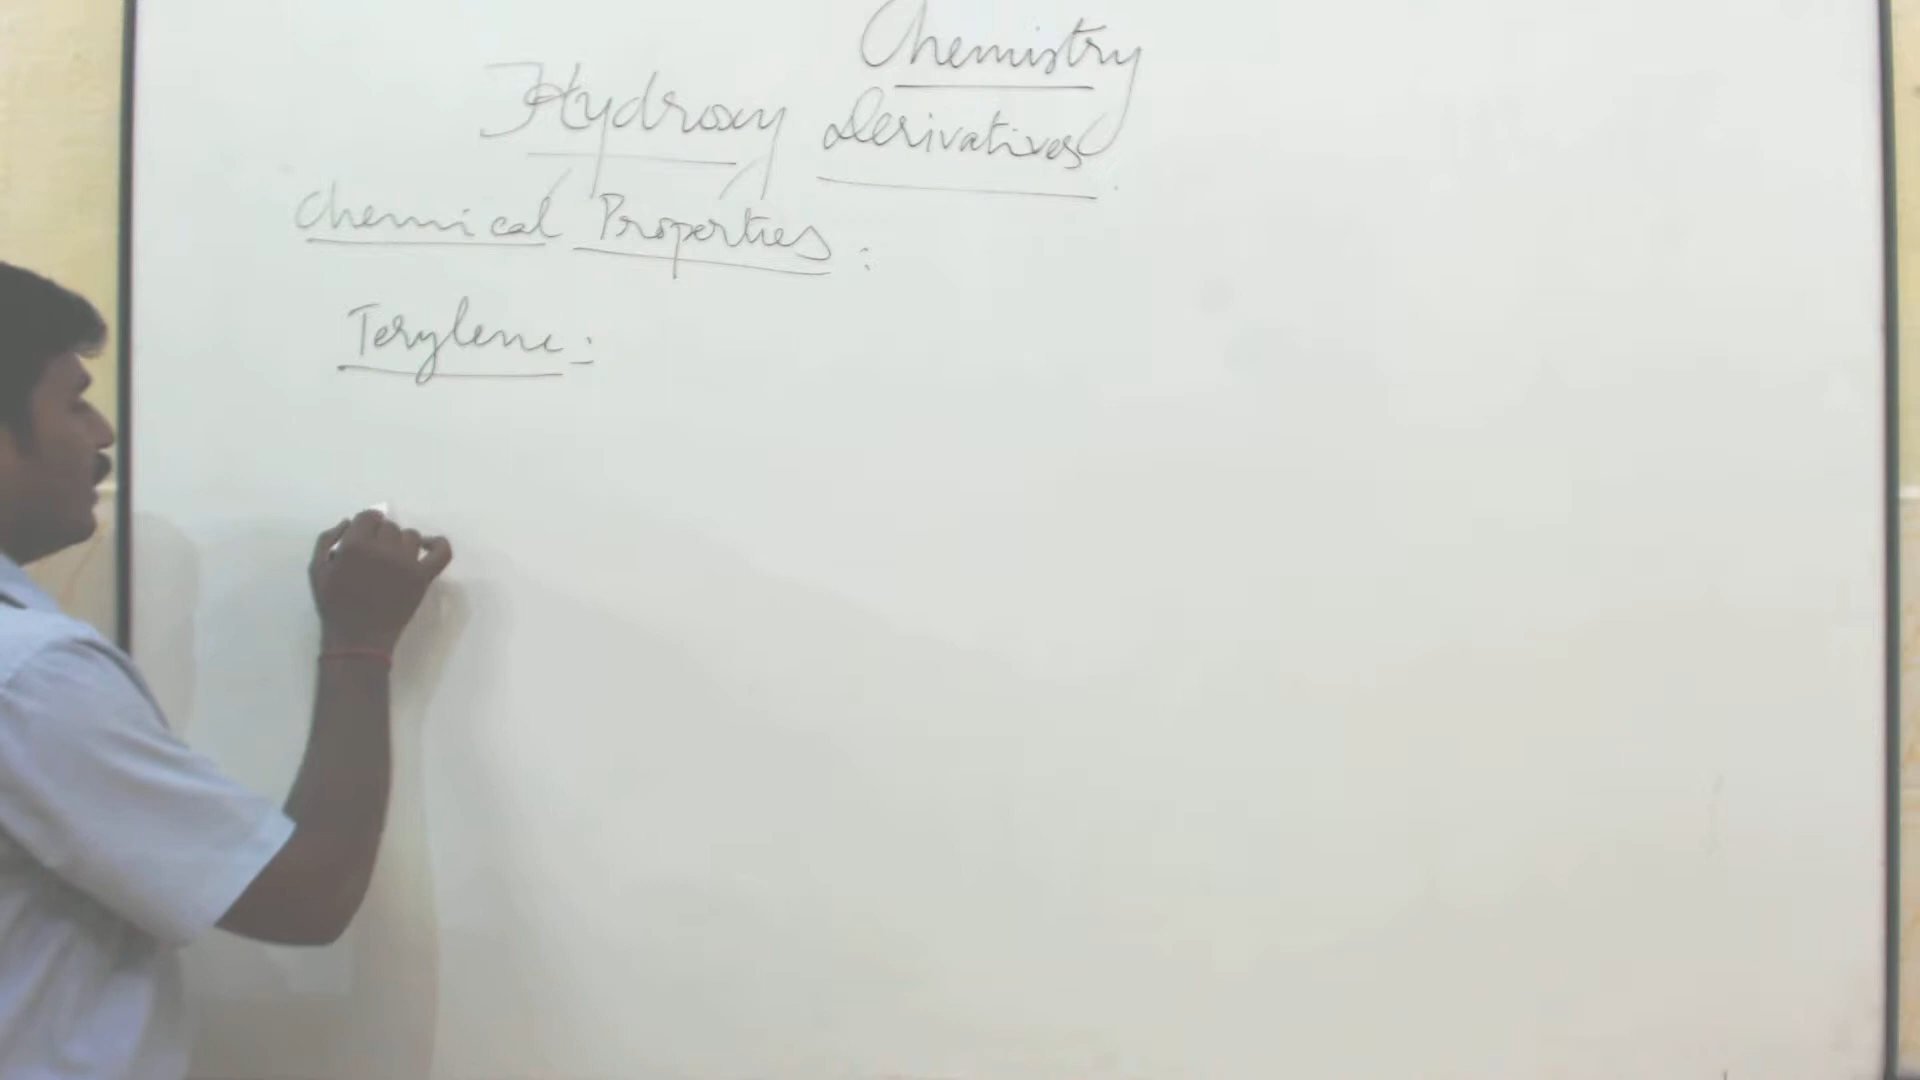 Chemistry
Hydroxy Derivatives
Chemical Properties :
Terylene :